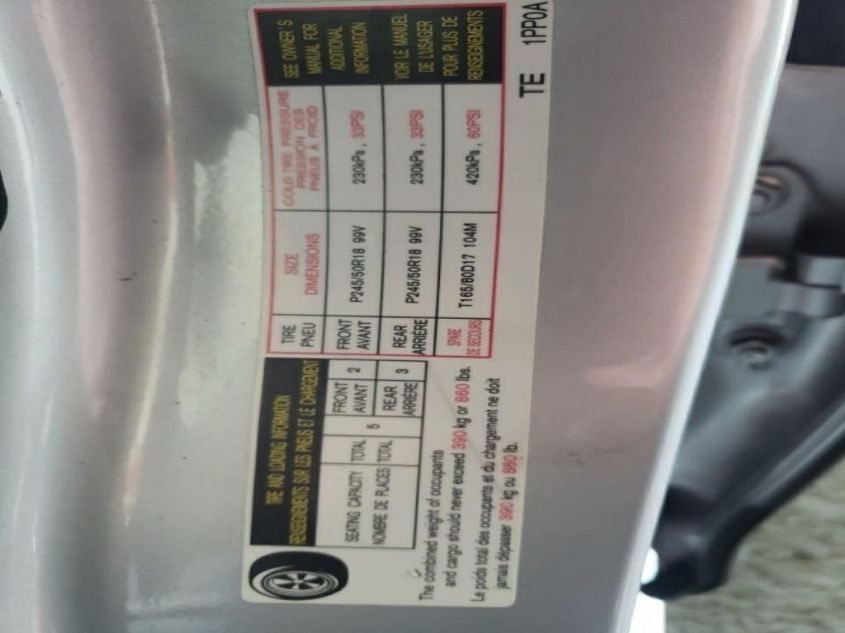 TIRE AND LOADING INFORMATION
RENSEIGNEMENTS SUR LES PNEUS ET LE CHARGEMENT
SEATING CAPACITY TOTAL 5 FRONT AVANT 2
NOMBRE DE PLACES TOTAL REAR ARRIÈRE 3
The combined weight of occupants
and cargo should never exceed 390 kg or 860 lbs.
Le poids total des occupants et du chargement ne doit
jamais dépasser 390 kg ou 860 lb.
TIRE PNEU SIZE DIMENSIONS COLD TIRE PRESSURE PRESSION DES PNEUS À FROID
FRONT AVANT P245/50R18 99V 230kPa, 33PSI
REAR ARRIÈRE P245/50R18 99V 230kPa, 33PSI
SPARE DE SECOURS T165/80D17 104M 420kPa, 60PSI
SEE OWNER'S
MANUAL FOR
ADDITIONAL
INFORMATION
VOIR LE MANUEL
DE L'USAGER
POUR PLUS DE
RENSEIGNEMENTS
TE 1PP0A